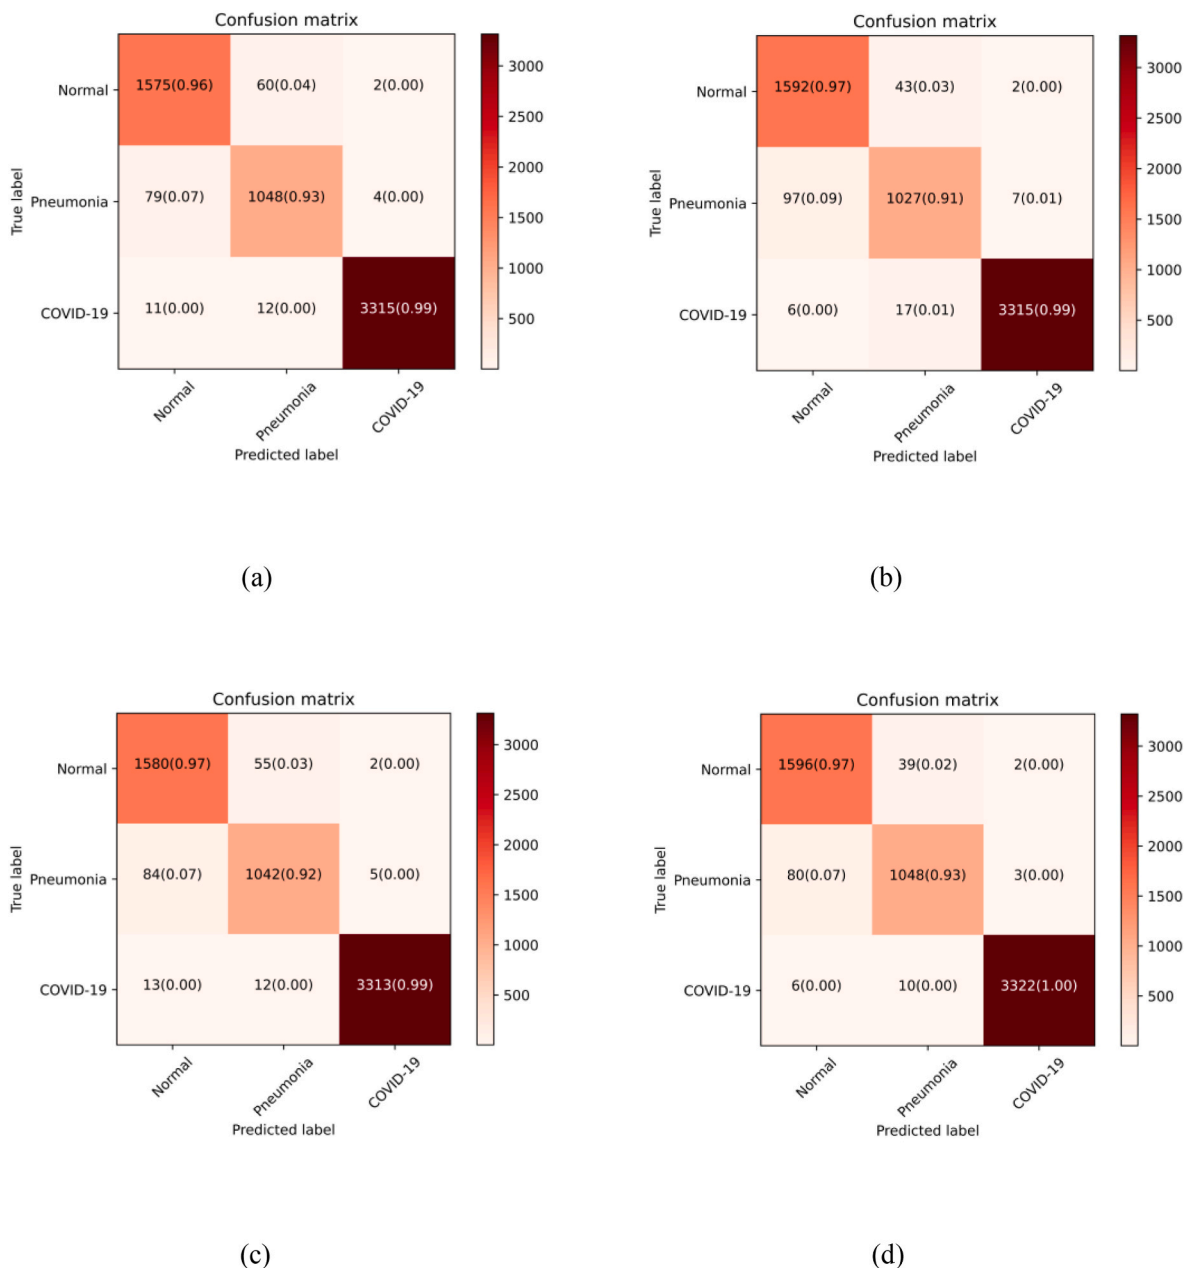 Confusion matrix
Normal 1575(0.96) 60(0.04) 2(0.00)
Pneumonia 79(0.07) 1048(0.93) 4(0.00)
COVID-19 11(0.00) 12(0.00) 3315(0.99)
True label
Normal Pneumonia COVID-19
Predicted label
3000
2500
2000
1500
1000
500
(a)
Confusion matrix
Normal 1592(0.97) 43(0.03) 2(0.00)
Pneumonia 97(0.09) 1027(0.91) 7(0.01)
COVID-19 6(0.00) 17(0.01) 3315(0.99)
True label
Normal Pneumonia COVID-19
Predicted label
3000
2500
2000
1500
1000
500
(b)
Confusion matrix
Normal 1580(0.97) 55(0.03) 2(0.00)
Pneumonia 84(0.07) 1042(0.92) 5(0.00)
COVID-19 13(0.00) 12(0.00) 3313(0.99)
True label
Normal Pneumonia COVID-19
Predicted label
3000
2500
2000
1500
1000
500
(c)
Confusion matrix
Normal 1596(0.97) 39(0.02) 2(0.00)
Pneumonia 80(0.07) 1048(0.93) 3(0.00)
COVID-19 6(0.00) 10(0.00) 3322(1.00)
True label
Normal Pneumonia COVID-19
Predicted label
3000
2500
2000
1500
1000
500
(d)